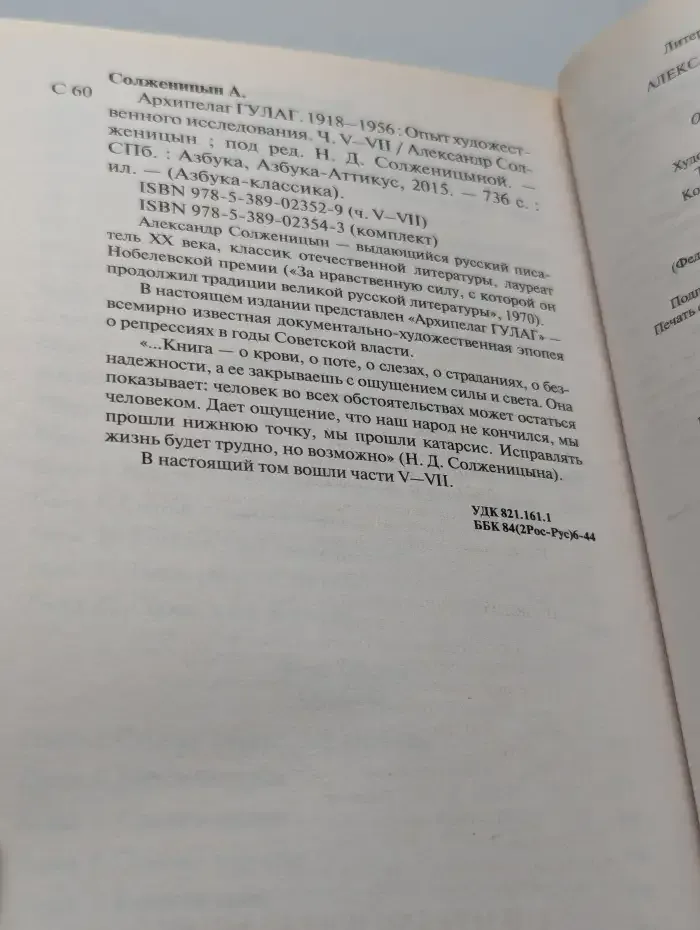 Солженицын А.
С 60
Архипелаг ГУЛАГ. 1918—1956 : Опыт художест-
венного исследования. Ч. V—VII / Александр Сол-
женицын ; под ред. Н. Д. Солженицыной. —
СПб. : Азбука, Азбука-Аттикус, 2015. — 736 с. :
ил. — (Азбука-классика).
ISBN 978-5-389-02352-9 (ч. V—VII)
ISBN 978-5-389-02354-3 (комплект)
Александр Солженицын — выдающийся русский писа-
тель XX века, классик отечественной литературы, лауреат
Нобелевской премии («За нравственную силу, с которой он
продолжил традиции великой русской литературы», 1970).
В настоящем издании представлен «Архипелаг ГУЛАГ» —
всемирно известная документально-художественная эпопея
о репрессиях в годы Советской власти.
«...Книга — о крови, о поте, о слезах, о страданиях, о без-
надежности, а ее закрываешь с ощущением силы и света. Она
показывает: человек во всех обстоятельствах может остаться
человеком. Дает ощущение, что наш народ не кончился, мы
прошли нижнюю точку, мы прошли катарсис. Исправлять
жизнь будет трудно, но возможно» (Н. Д. Солженицына).
В настоящий том вошли части V—VII.
УДК 821.161.1
ББК 84(2Рос-Рус)6-44
Литер
АЛЕКС
О
Худо
Ко
(Фед
Подп
Печать о